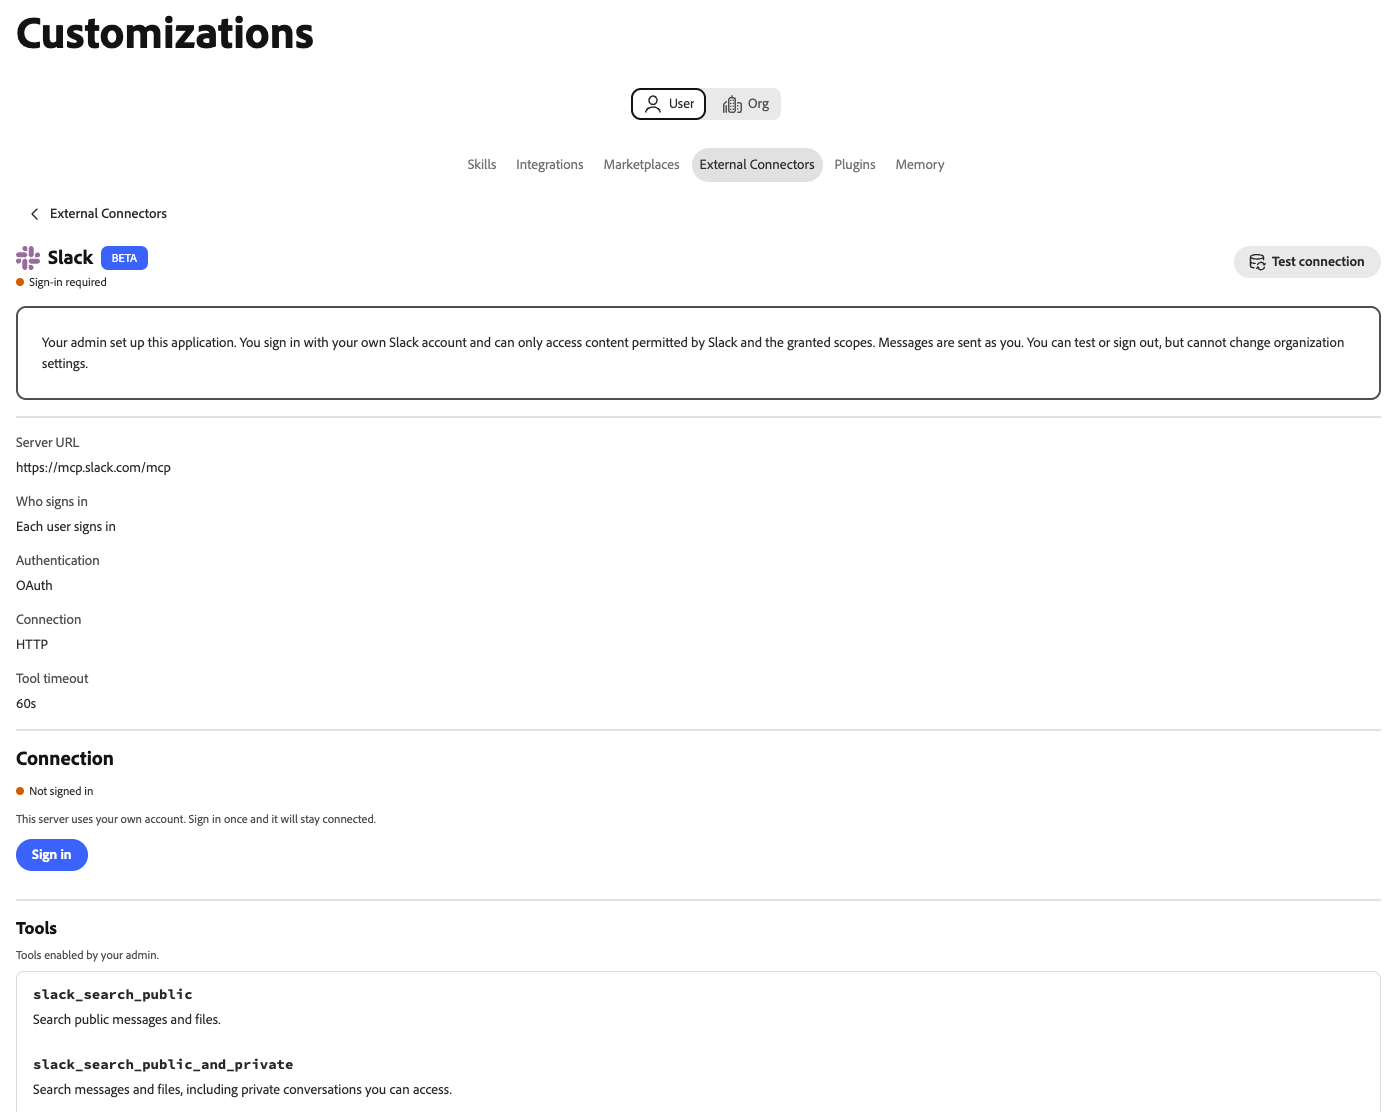 Customizations
User
Org
Skills
Integrations
Marketplaces
External Connectors
Plugins
Memory
External Connectors
Slack
BETA
Test connection
Sign-in required
Your admin set up this application. You sign in with your own Slack account and can only access content permitted by Slack and the granted scopes. Messages are sent as you. You can test or sign out, but cannot change organization
settings.
Server URL
https://mcp.slack.com/mcp
Who signs in
Each user signs in
Authentication
OAuth
Connection
HTTP
Tool timeout
60s
Connection
Not signed in
This server uses your own account. Sign in once and it will stay connected.
Sign in
Tools
Tools enabled by your admin.
slack_search_public
Search public messages and files.
slack_search_public_and_private
Search messages and files, including private conversations you can access.